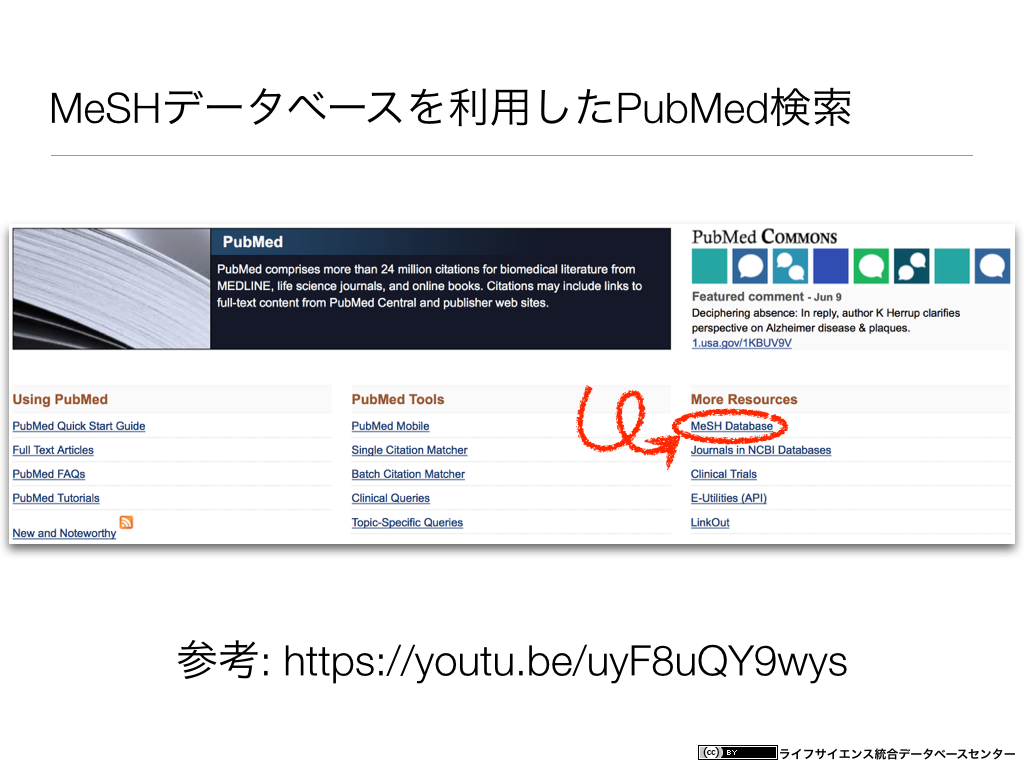 MeSHデータベースを利用したPubMed検索
PubMed
PubMed comprises more than 24 million citations for biomedical literature from
MEDLINE, life science journals, and online books. Citations may include links to
full-text content from PubMed Central and publisher web sites.
PubMed Commons
Featured comment - Jun 9
Deciphering absence: In reply, author K Herrup clarifies
perspective on Alzheimer disease & plaques.
1.usa.gov/1KBUV9V
Using PubMed
PubMed Quick Start Guide
Full Text Articles
PubMed FAQs
PubMed Tutorials
New and Noteworthy
PubMed Tools
PubMed Mobile
Single Citation Matcher
Batch Citation Matcher
Clinical Queries
Topic-Specific Queries
More Resources
MeSH Database
Journals in NCBI Databases
Clinical Trials
E-Utilities (API)
LinkOut
参考: https://youtu.be/uyF8uQY9wys
(cc) BY ライフサイエンス統合データベースセンター